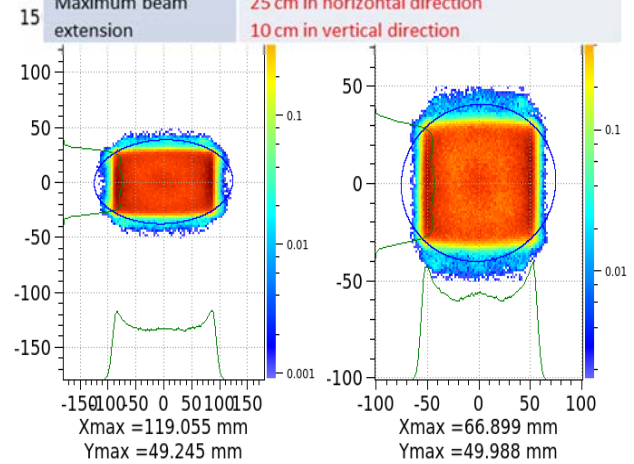 Maximum beam extension
25 cm in horizontal direction
10 cm in vertical direction
15
100
50
0
-50
-100
-150
0.1
0.01
0.001
-150 -100 -50 0 50 100 150
Xmax =119.055 mm
Ymax =49.245 mm
50
0
-50
-100
0.1
0.01
-100 -50 0 50 100
Xmax =66.899 mm
Ymax =49.988 mm